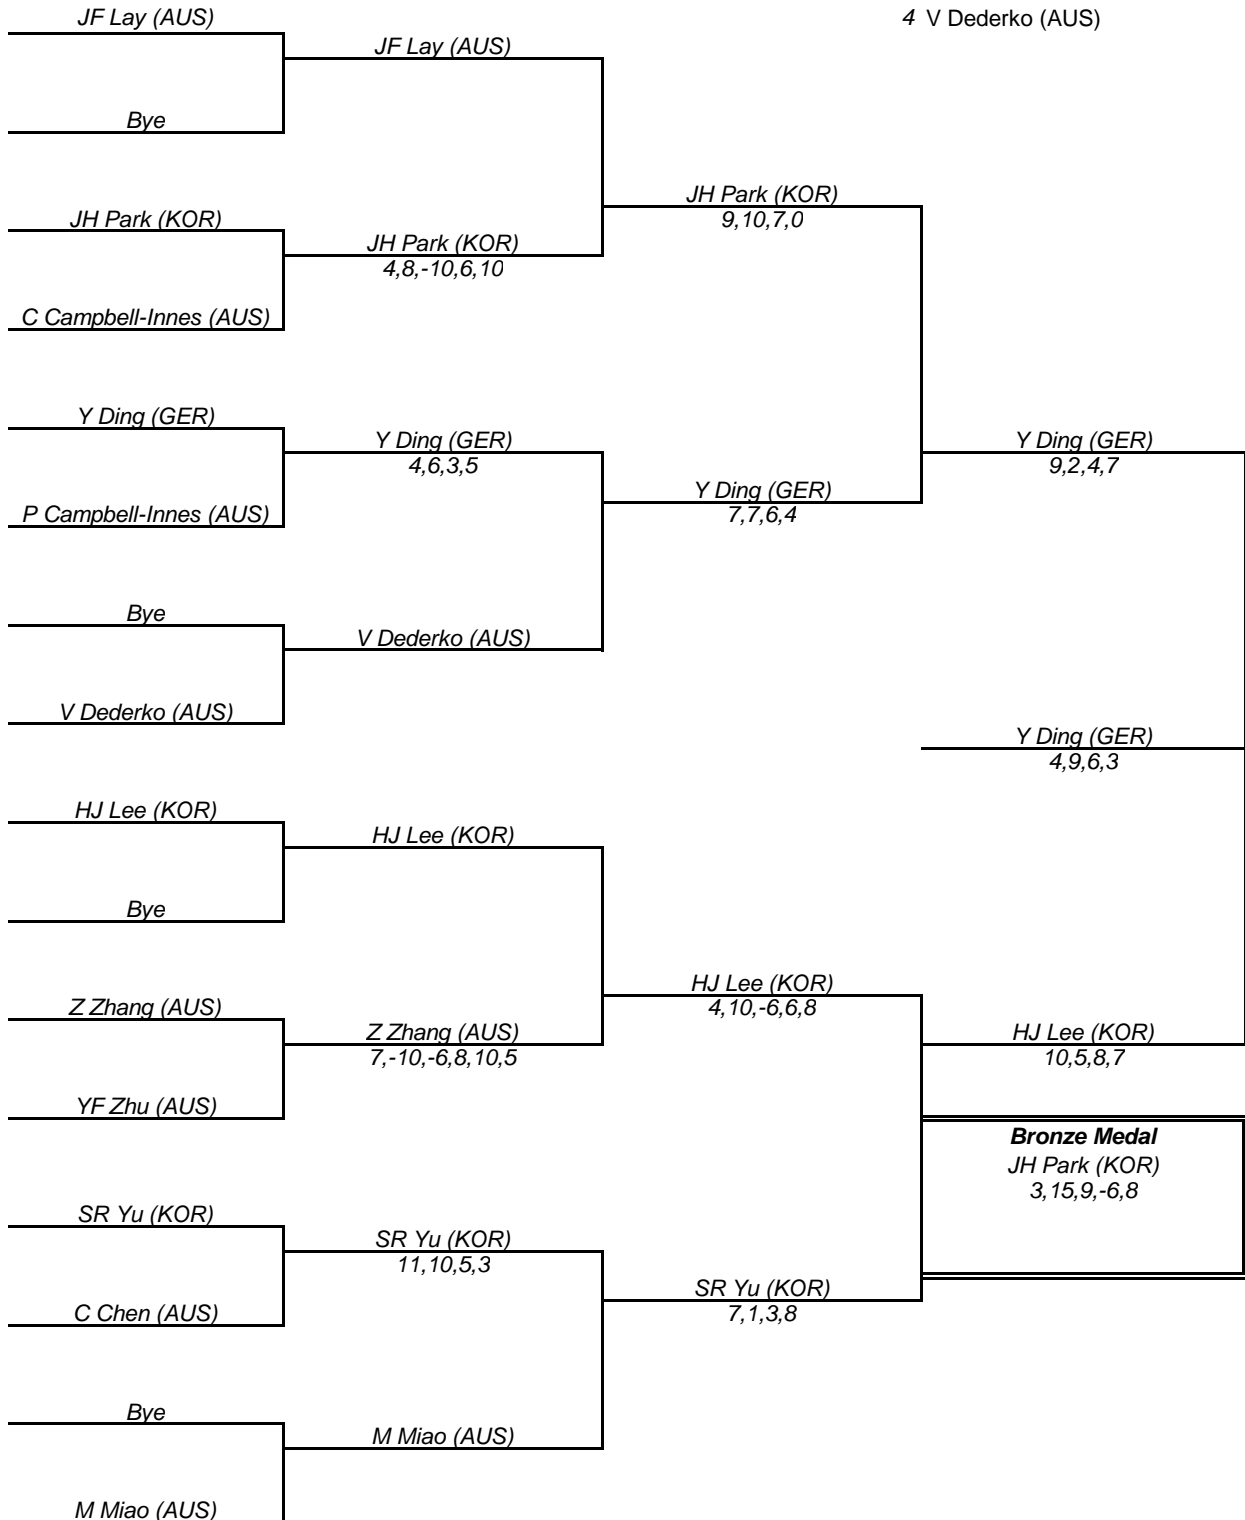 JF Lay (AUS)
4 V Dederko (AUS)
JF Lay (AUS)
Bye
JH Park (KOR)
9,10,7,0
JH Park (KOR)
JH Park (KOR)
4,8,-10,6,10
C Campbell-Innes (AUS)
Y Ding (GER)
Y Ding (GER)
4,6,3,5
Y Ding (GER)
9,2,4,7
Y Ding (GER)
7,7,6,4
P Campbell-Innes (AUS)
Bye
V Dederko (AUS)
V Dederko (AUS)
Y Ding (GER)
4,9,6,3
HJ Lee (KOR)
HJ Lee (KOR)
Bye
HJ Lee (KOR)
4,10,-6,6,8
Z Zhang (AUS)
Z Zhang (AUS)
7,-10,-6,8,10,5
HJ Lee (KOR)
10,5,8,7
YF Zhu (AUS)
Bronze Medal
JH Park (KOR)
3,15,9,-6,8
SR Yu (KOR)
SR Yu (KOR)
11,10,5,3
SR Yu (KOR)
7,1,3,8
C Chen (AUS)
Bye
M Miao (AUS)
M Miao (AUS)